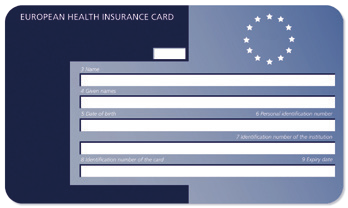 EUROPEAN HEALTH INSURANCE CARD
3 Name
4 Given names
5 Date of birth 6 Personal identification number
7 Identification number of the institution
8 Identification number of the card 9 Expiry date